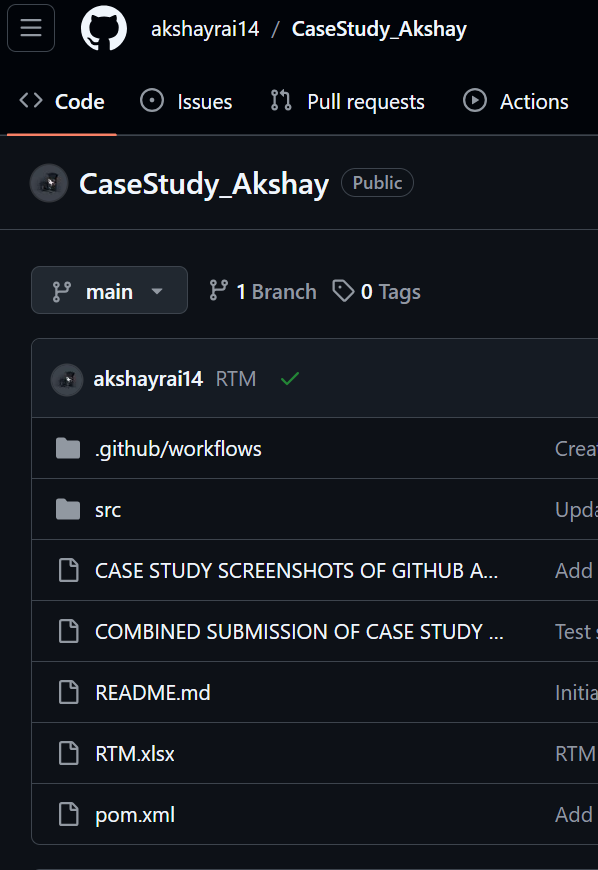 akshayrai14 / CaseStudy_Akshay
Code Issues Pull requests Actions
CaseStudy_Akshay Public
main 1 Branch 0 Tags
akshayrai14 RTM
.github/workflows Crea
src Upda
CASE STUDY SCREENSHOTS OF GITHUB A... Add
COMBINED SUBMISSION OF CASE STUDY ... Test
README.md Initia
RTM.xlsx RTM
pom.xml Add